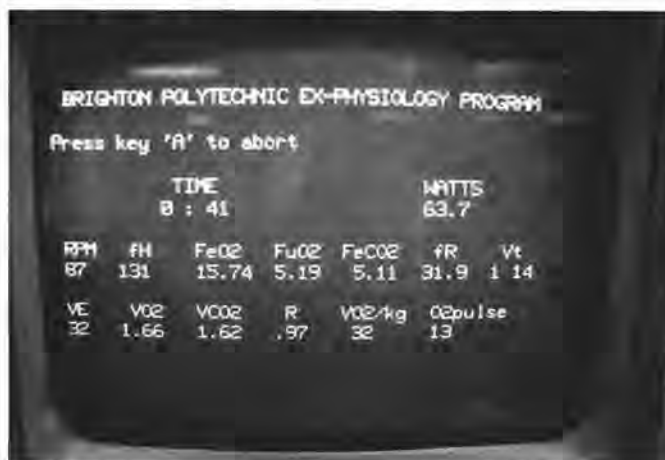 BRIGHTON POLYTECHNIC EX-PHYSIOLOGY PROGRAM
Press key 'A' to abort
TIME WATTS
0 : 41 63.7
RPM fH FeO2 FuO2 FeCO2 fR Vt
87 131 15.74 5.19 5.11 31.9 1 14
VE VO2 VCO2 R VO2/kg O2pulse
32 1.66 1.62 .97 32 13